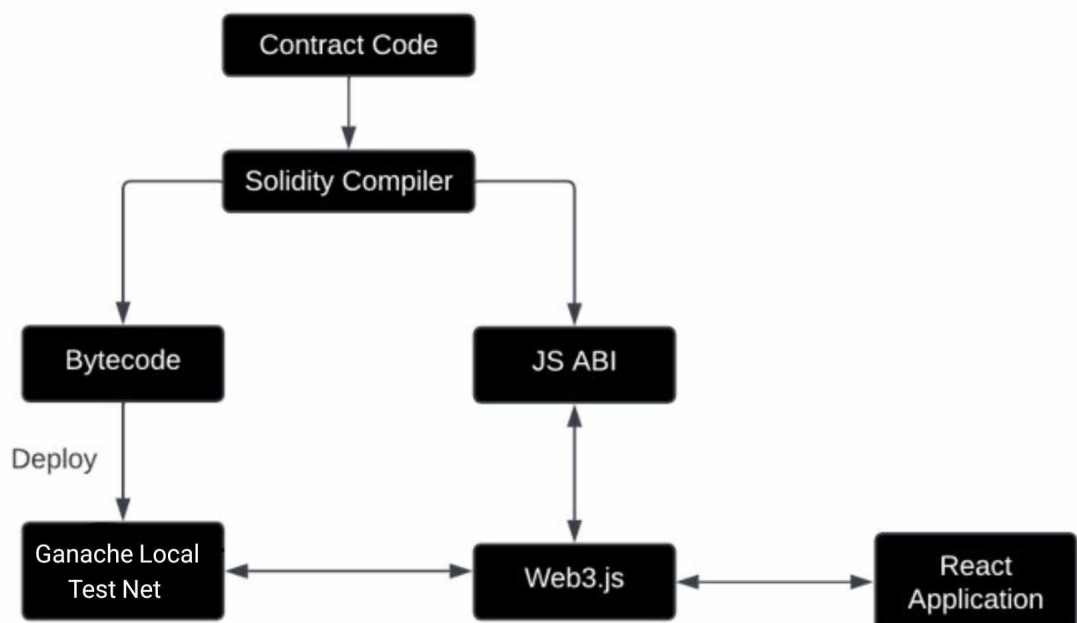 Contract Code
Solidity Compiler
Bytecode
JS ABI
Deploy
Ganache Local
Test Net
Web3.js
React
Application